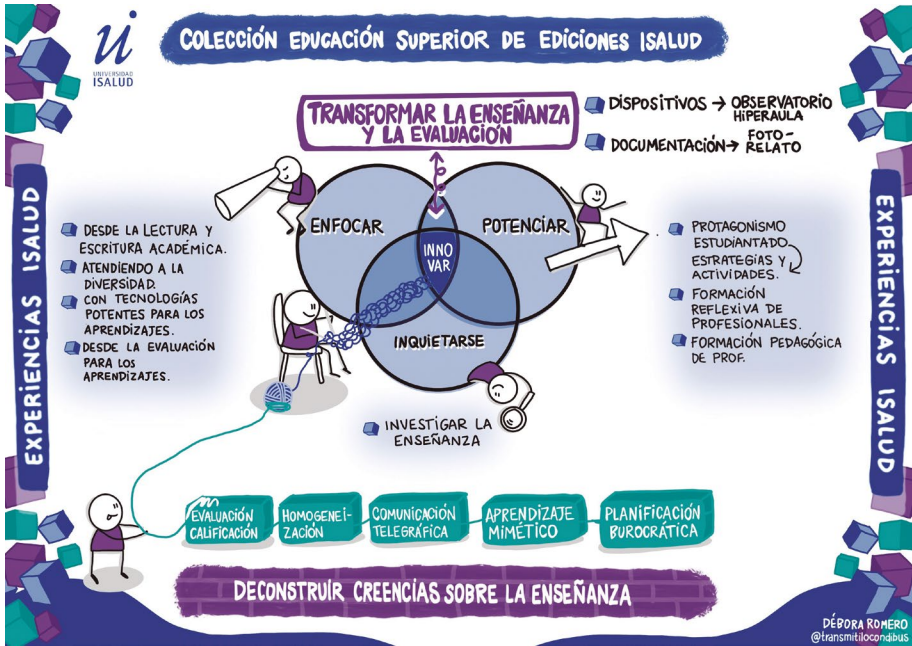 ui
UNIVERSIDAD
ISALUD
COLECCIÓN EDUCACIÓN SUPERIOR DE EDICIONES ISALUD
TRANSFORMAR LA ENSEÑANZA
Y LA EVALUACIÓN
DISPOSITIVOS → OBSERVATORIO
HIPERAULA
DOCUMENTACIÓN → FOTO-
RELATO
EXPERIENCIAS ISALUD
DESDE LA LECTURA Y
ESCRITURA ACADÉMICA.
ATENDIENDO A LA
DIVERSIDAD.
CON TECNOLOGÍAS
POTENTES PARA LOS
APRENDIZAJES.
DESDE LA EVALUACIÓN
PARA LOS
APRENDIZAJES.
ENFOCAR
POTENCIAR
INNO
VAR
INQUIETARSE
PROTAGONISMO
ESTUDIANTADO
ESTRATEGIAS Y
ACTIVIDADES.
FORMACIÓN
REFLEXIVA DE
PROFESIONALES.
FORMACIÓN PEDAGÓGICA
DE PROF.
EXPERIENCIAS ISALUD
INVESTIGAR LA
ENSEÑANZA
EVALUACIÓN
CALIFICACIÓN
HOMOGENEI-
ZACIÓN
COMUNICACIÓN
TELEGRÁFICA
APRENDIZAJE
MIMÉTICO
PLANIFICACIÓN
BUROCRÁTICA
DECONSTRUIR CREENCIAS SOBRE LA ENSEÑANZA
DÉBORA ROMERO
@transmitilocondibus